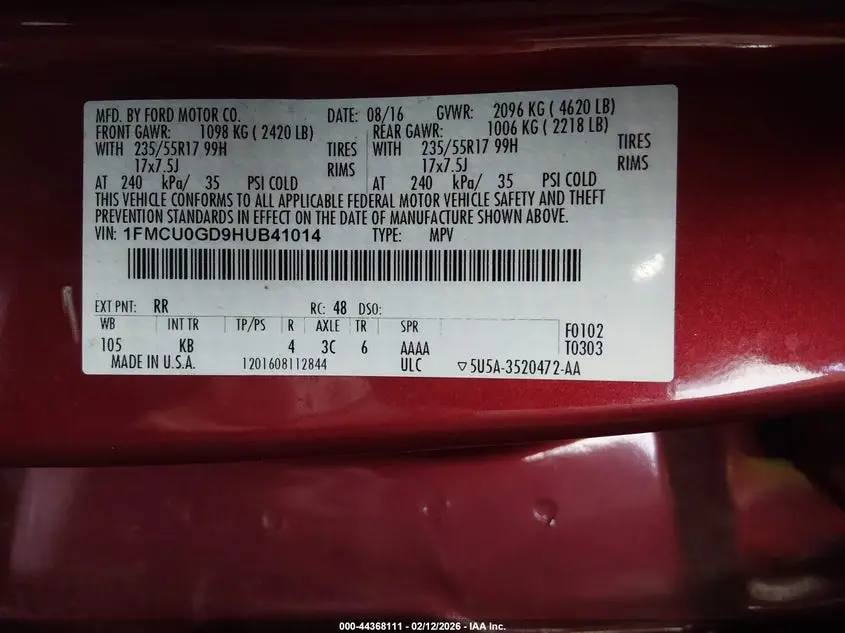 MFD. BY FORD MOTOR CO. DATE: 08/16 GVWR: 2096 KG ( 4620 LB)
FRONT GAWR: 1098 KG ( 2420 LB) REAR GAWR: 1006 KG ( 2218 LB)
WITH 235/55R17 99H TIRES WITH 235/55R17 99H TIRES
17x7.5J RIMS 17x7.5J RIMS
AT 240 kPa/ 35 PSI COLD AT 240 kPa/ 35 PSI COLD
THIS VEHICLE CONFORMS TO ALL APPLICABLE FEDERAL MOTOR VEHICLE SAFETY AND THEFT
PREVENTION STANDARDS IN EFFECT ON THE DATE OF MANUFACTURE SHOWN ABOVE.
VIN: 1FMCU0GD9HUB41014 TYPE: MPV
EXT PNT: RR RC: 48 DSO:
WB INT TR TP/PS R AXLE TR SPR F0102
105 KB 4 3C 6 AAAA T0303
MADE IN U.S.A. 1201608112844 ULC ▽5U5A-3520472-AA
000-44368111 - 02/12/2026 - IAA Inc.